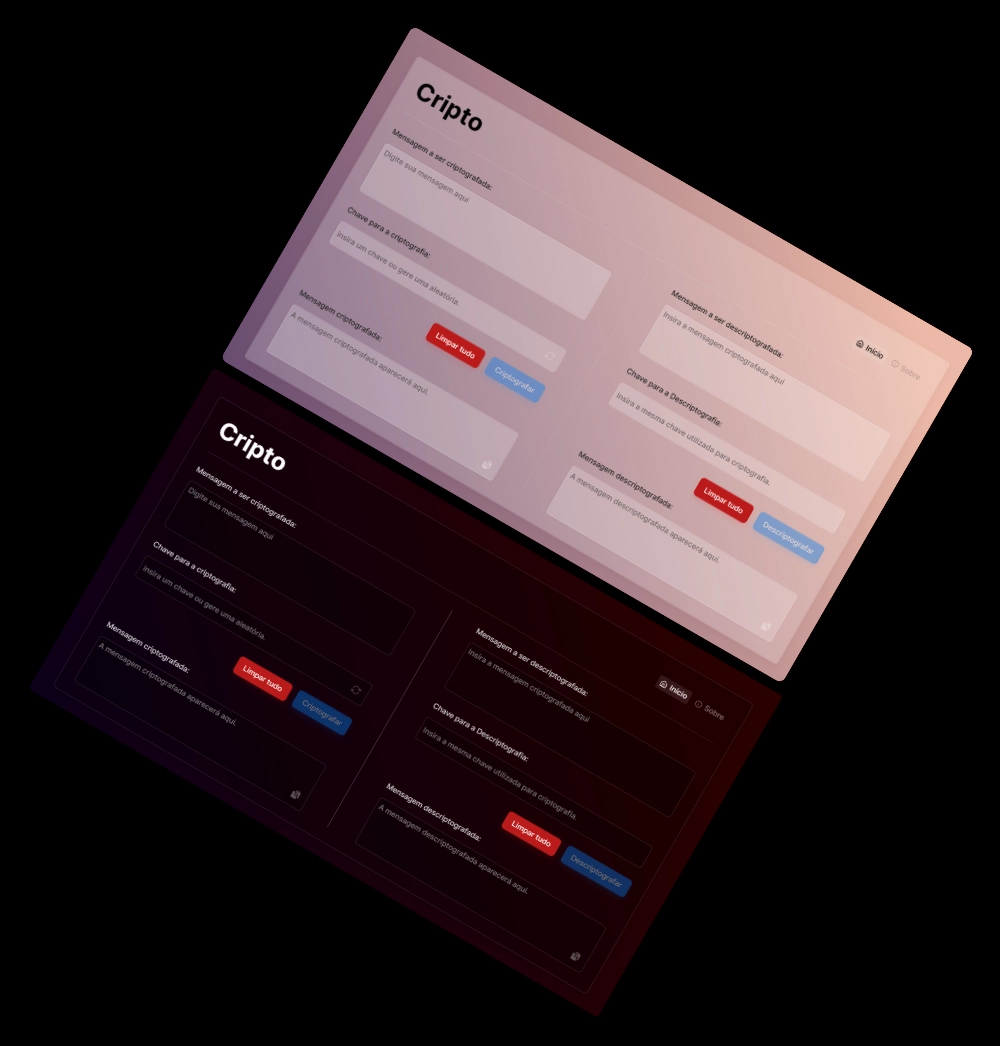 Cripto
Início
Sobre
Mensagem a ser criptografada:
Digite sua mensagem aqui
Chave para a criptografia:
Insira um chave ou gere uma aleatória.
Limpar tudo
Criptografar
Mensagem criptografada:
A mensagem criptografada aparecerá aqui.
Mensagem a ser descriptografada:
Insira a mensagem criptografada aqui
Chave para a Descriptografia:
Insira a mesma chave utilizada para criptografia.
Limpar tudo
Descriptografar
Mensagem descriptografada:
A mensagem descriptografada aparecerá aqui.
Cripto
Início
Sobre
Mensagem a ser criptografada:
Digite sua mensagem aqui
Chave para a criptografia:
Insira um chave ou gere uma aleatória.
Limpar tudo
Criptografar
Mensagem criptografada:
A mensagem criptografada aparecerá aqui.
Mensagem a ser descriptografada:
Insira a mensagem criptografada aqui
Chave para a Descriptografia:
Insira a mesma chave utilizada para criptografia.
Limpar tudo
Descriptografar
Mensagem descriptografada:
A mensagem descriptografada aparecerá aqui.